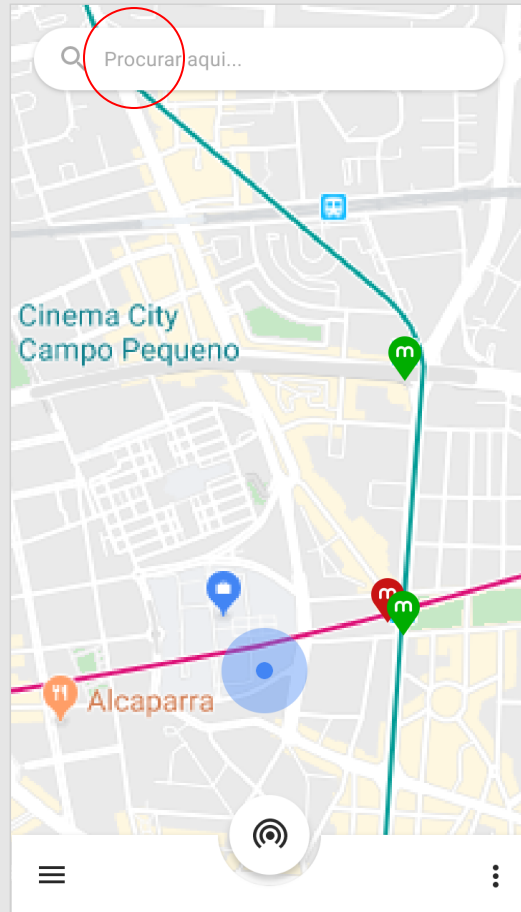 Procurar aqui...
Cinema City
Campo Pequeno
m
m
m
Alcaparra